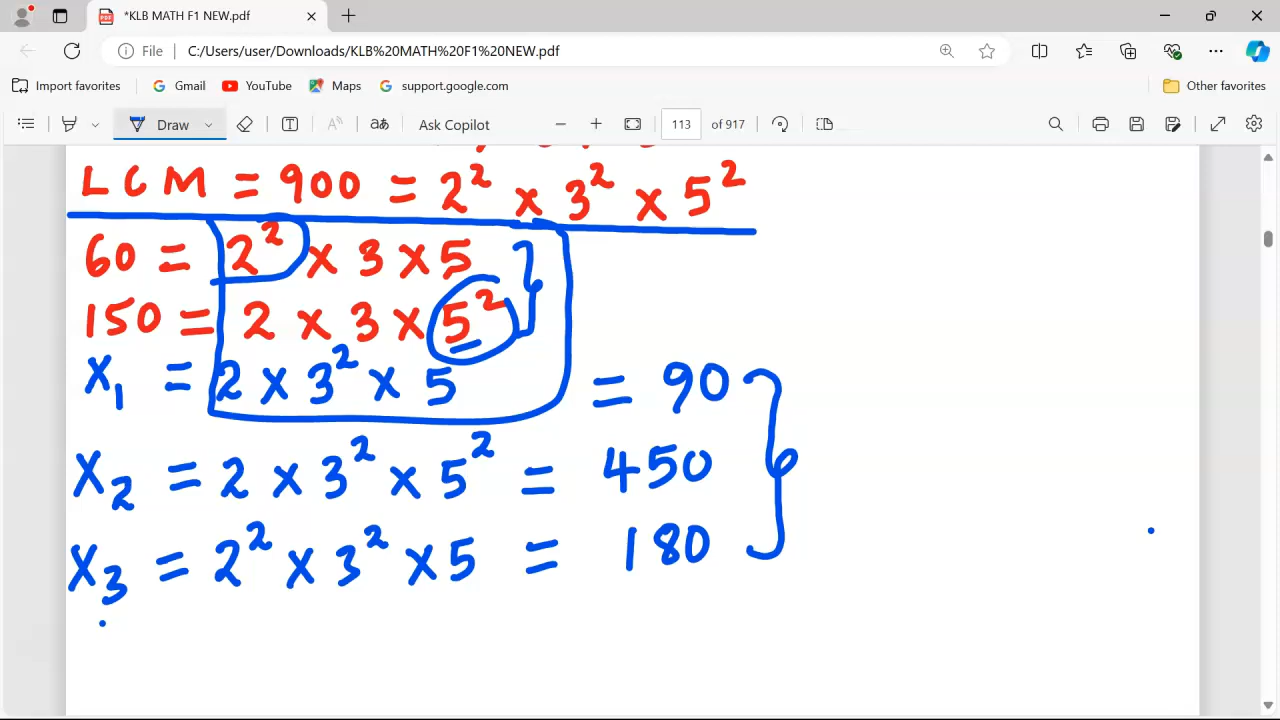 *KLB MATH F1 NEW.pdf
File C:/Users/user/Downloads/KLB%20MATH%20F1%20NEW.pdf
Import favorites Gmail YouTube Maps support.google.com Other favorites
Draw Ask Copilot 113 of 917
LCM = 900 = 2² × 3² × 5²
60 = 2² × 3 × 5
150 = 2 × 3 × 5²
X₁ = 2 × 3² × 5 = 90
X₂ = 2 × 3² × 5² = 450
X₃ = 2² × 3² × 5 = 180